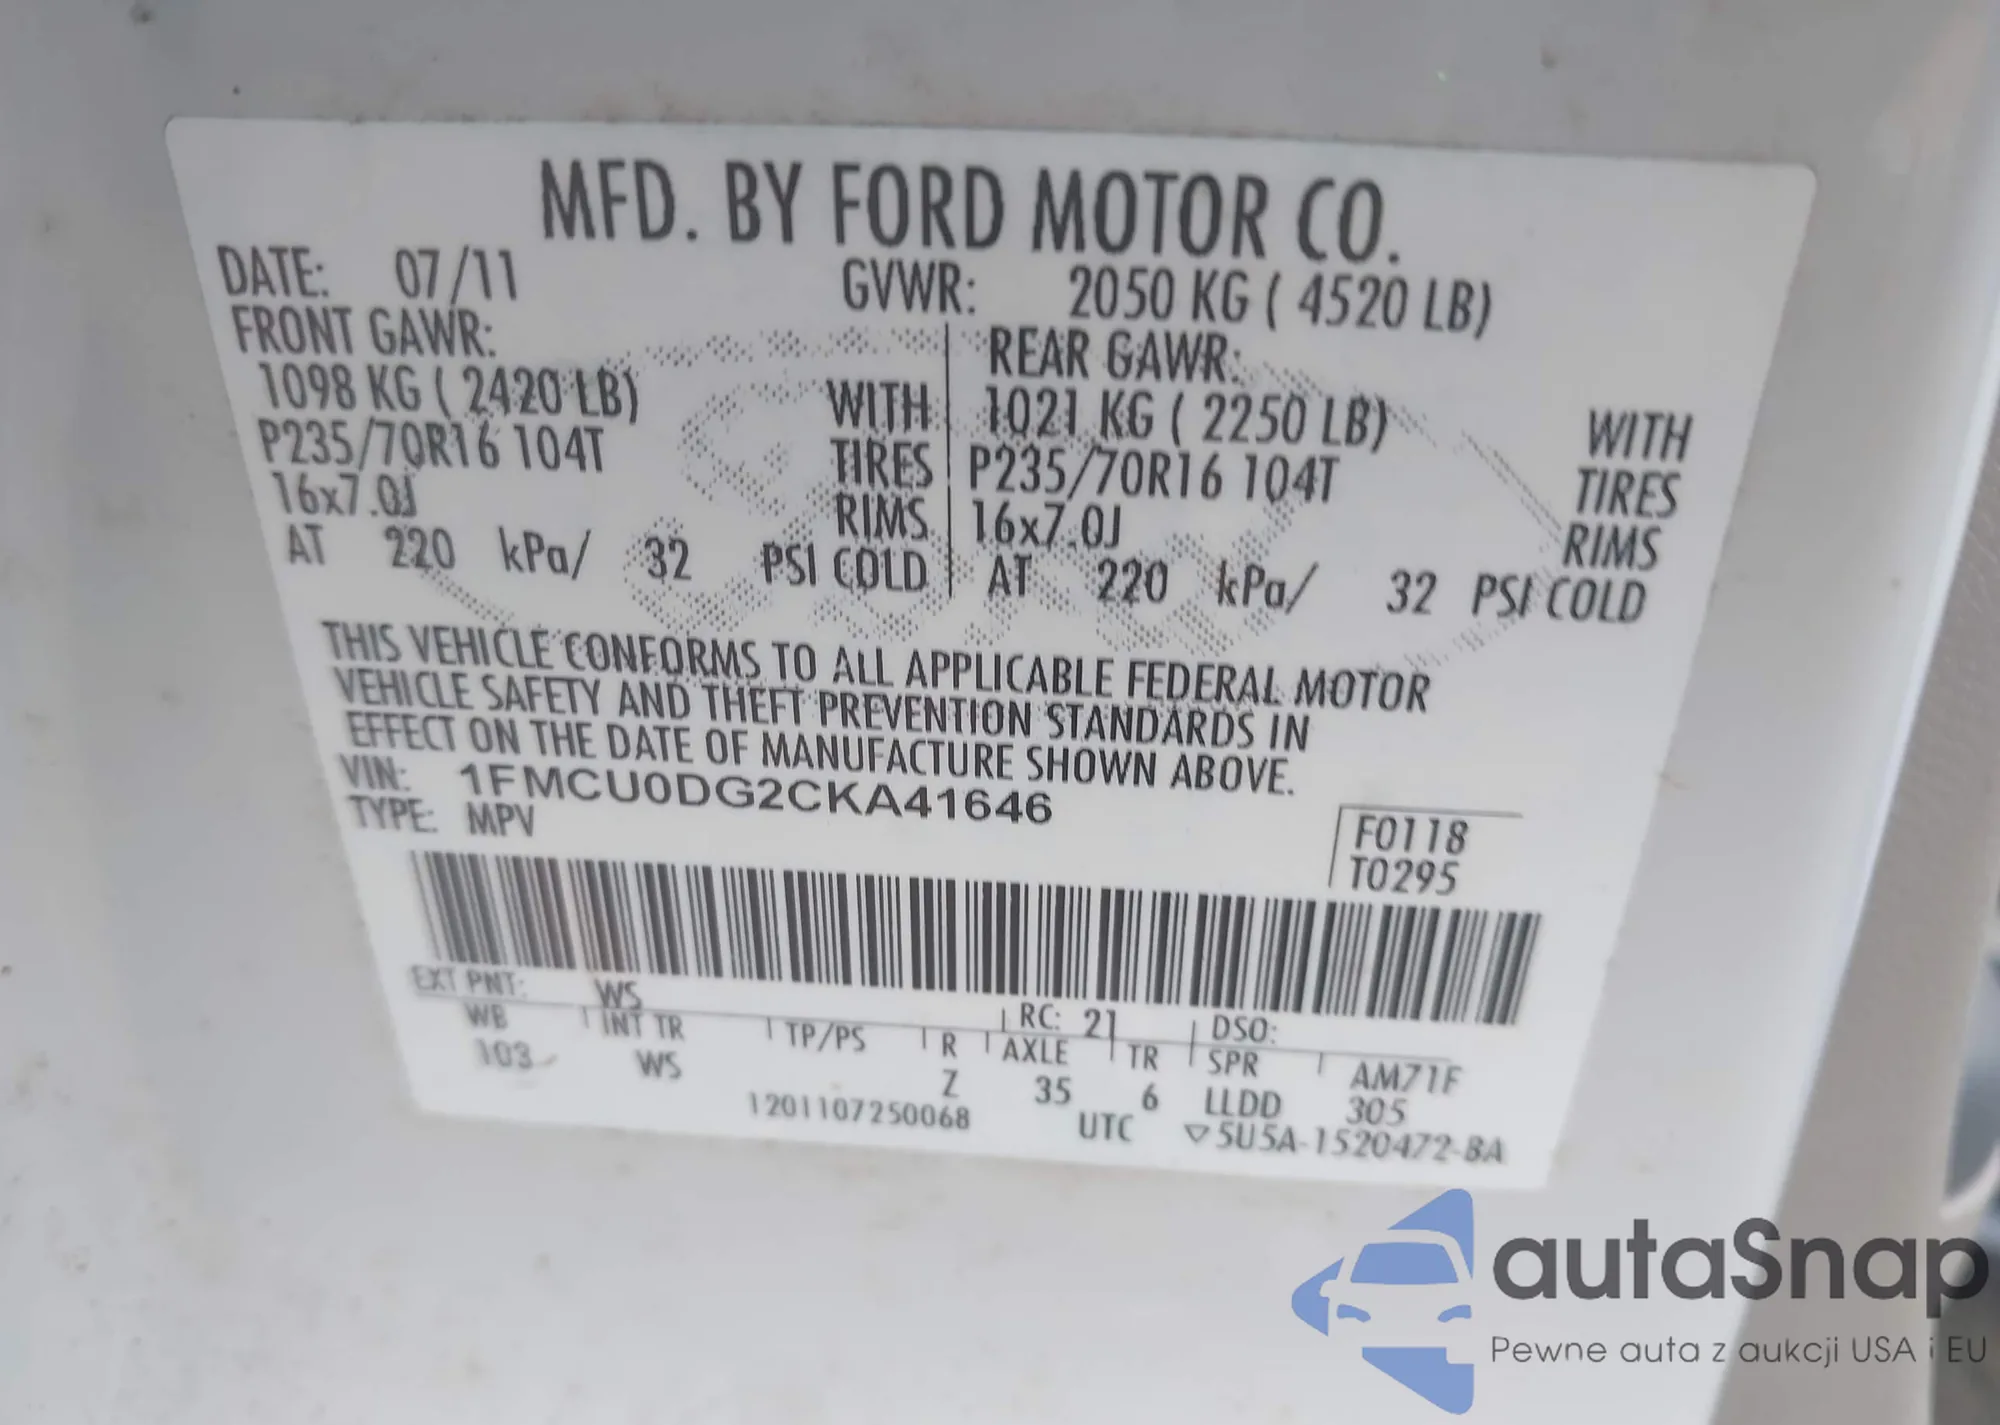 MFD. BY FORD MOTOR CO.
DATE: 07/11 GVWR: 2050 KG ( 4520 LB)
FRONT GAWR: REAR GAWR:
1098 KG ( 2420 LB) WITH 1021 KG ( 2250 LB) WITH
P235/70R16 104T TIRES P235/70R16 104T TIRES
16x7.0J RIMS 16x7.0J RIMS
AT 220 kPa/ 32 PSI COLD AT 220 kPa/ 32 PSI COLD
THIS VEHICLE CONFORMS TO ALL APPLICABLE FEDERAL MOTOR
VEHICLE SAFETY AND THEFT PREVENTION STANDARDS IN
EFFECT ON THE DATE OF MANUFACTURE SHOWN ABOVE.
VIN: 1FMCU0DG2CKA41646
TYPE: MPV
F0118
T0295
EXT PNT: WS RC: 21 DSO:
WB INT TR TP/PS R AXLE TR SPR AM71F
103 WS Z 35 6 LLDD 305
1201107250068 UTC ▽5U5A-1520472-BA
autaSnap
Pewne auta z aukcji USA i EU